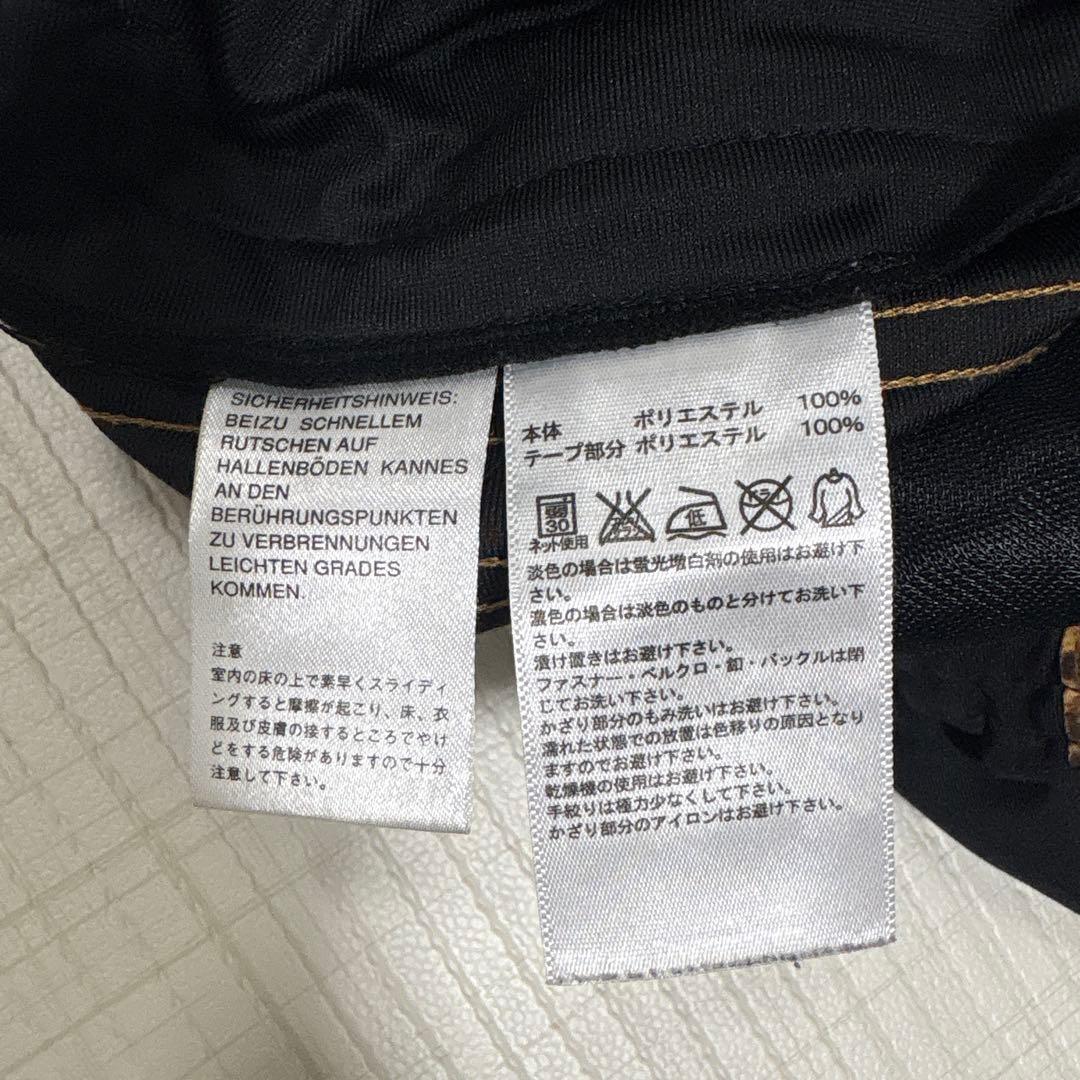 SICHERHEITSHINWEIS:
BEIZU SCHNELLEM
RUTSCHEN AUF
HALLENBÖDEN KANNES
AN DEN
BERÜHRUNGSPUNKTEN
ZU VERBRENNUNGEN
LEICHTEN GRADES
KOMMEN.
注意
室内の床の上で素早くスライディ
ングすると摩擦が起こり、床、衣
服及び皮膚の接するところでやけ
どをする危険がありますので十分
注意して下さい。
本体 ポリエステル 100%
テープ部分 ポリエステル 100%
弱 30 エンソ サラシ 低 ドライ
ネット使用
淡色の場合は蛍光増白剤の使用はお避け下
さい。
濃色の場合は淡色のものと分けてお洗い下
さい。
漬け置きはお避け下さい。
ファスナー・ベルクロ・釦・バックルは閉
じてお洗い下さい。
かざり部分のもみ洗いはお避け下さい。
濡れた状態での放置は色移りの原因となり
ますのでお避け下さい。
乾燥機の使用はお避け下さい。
手絞りは極力少なくして下さい。
かざり部分のアイロンはお避け下さい。